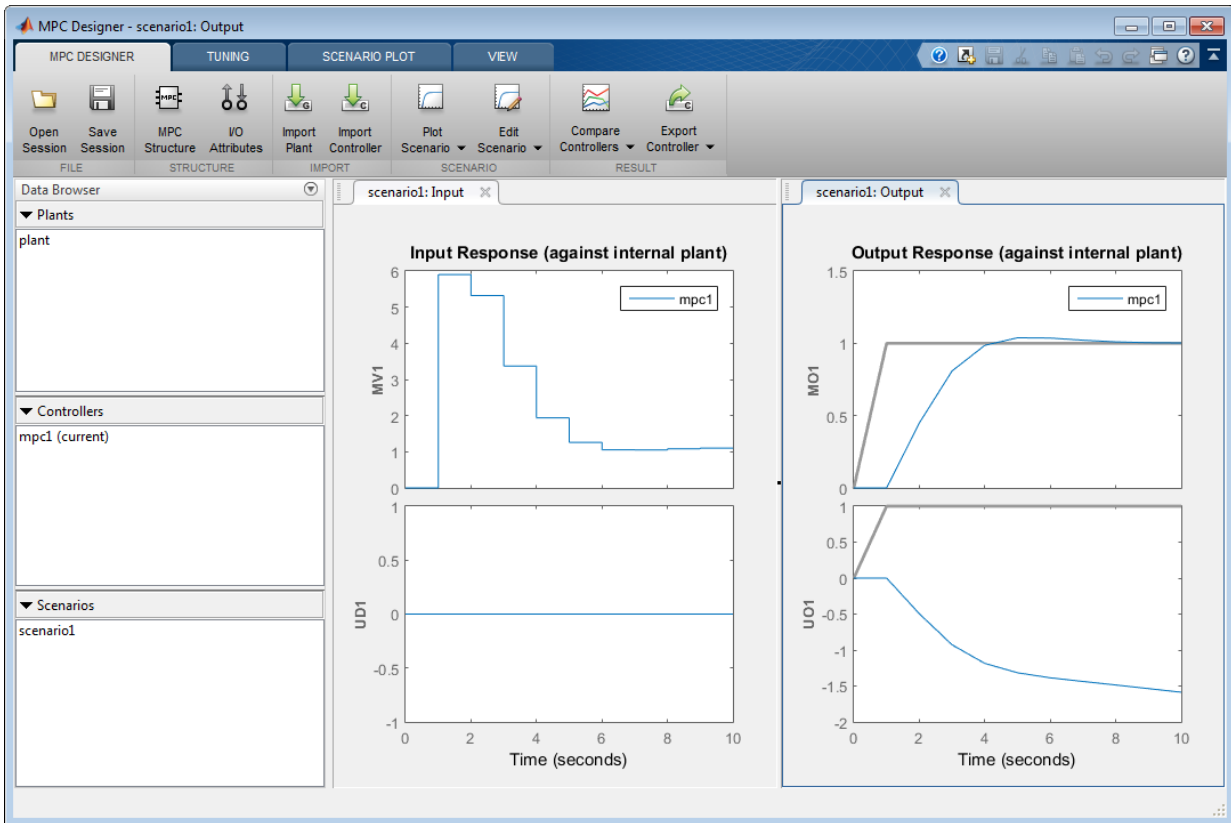 MPC Designer - scenario1: Output
MPC DESIGNER TUNING SCENARIO PLOT VIEW
Open Session Save Session MPC Structure I/O Attributes Import Plant Import Controller Plot Scenario Edit Scenario Compare Controllers Export Controller
FILE STRUCTURE IMPORT SCENARIO RESULT
Data Browser
Plants
plant
Controllers
mpc1 (current)
Scenarios
scenario1
scenario1: Input
Input Response (against internal plant)
mpc1
6
5
4
3
2
1
0
MV1
1
0.5
0
-0.5
-1
UD1
0 2 4 6 8 10
Time (seconds)
scenario1: Output
Output Response (against internal plant)
mpc1
1.5
1
0.5
0
MO1
1
0.5
0
-0.5
-1
-1.5
-2
UO1
0 2 4 6 8 10
Time (seconds)